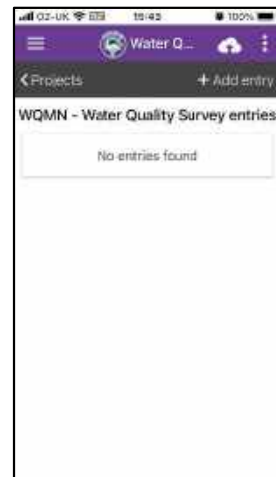 O2-UK 15:43 100%
Water Q...
Projects + Add entry
WQMN - Water Quality Survey entries
No entries found